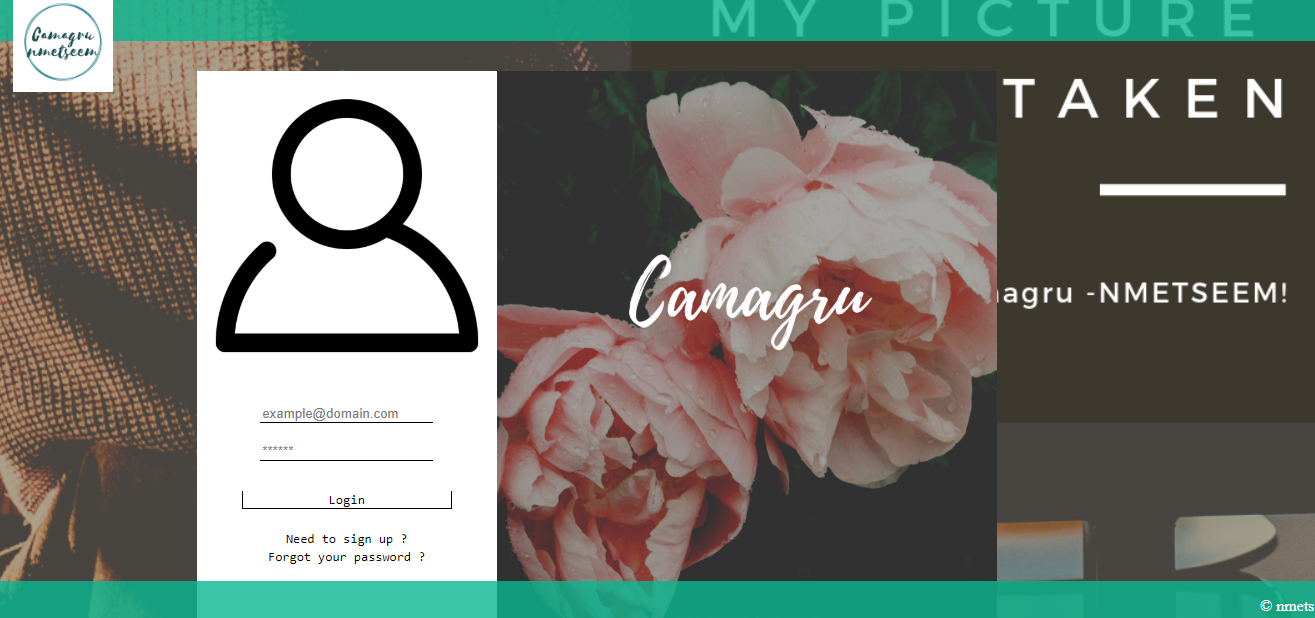 Camagru
nmetseem
MY PICTURE
TAKEN
agru -NMETSEEM!
Camagru
example@domain.com
******
Login
Need to sign up ?
Forgot your password ?
© nmets